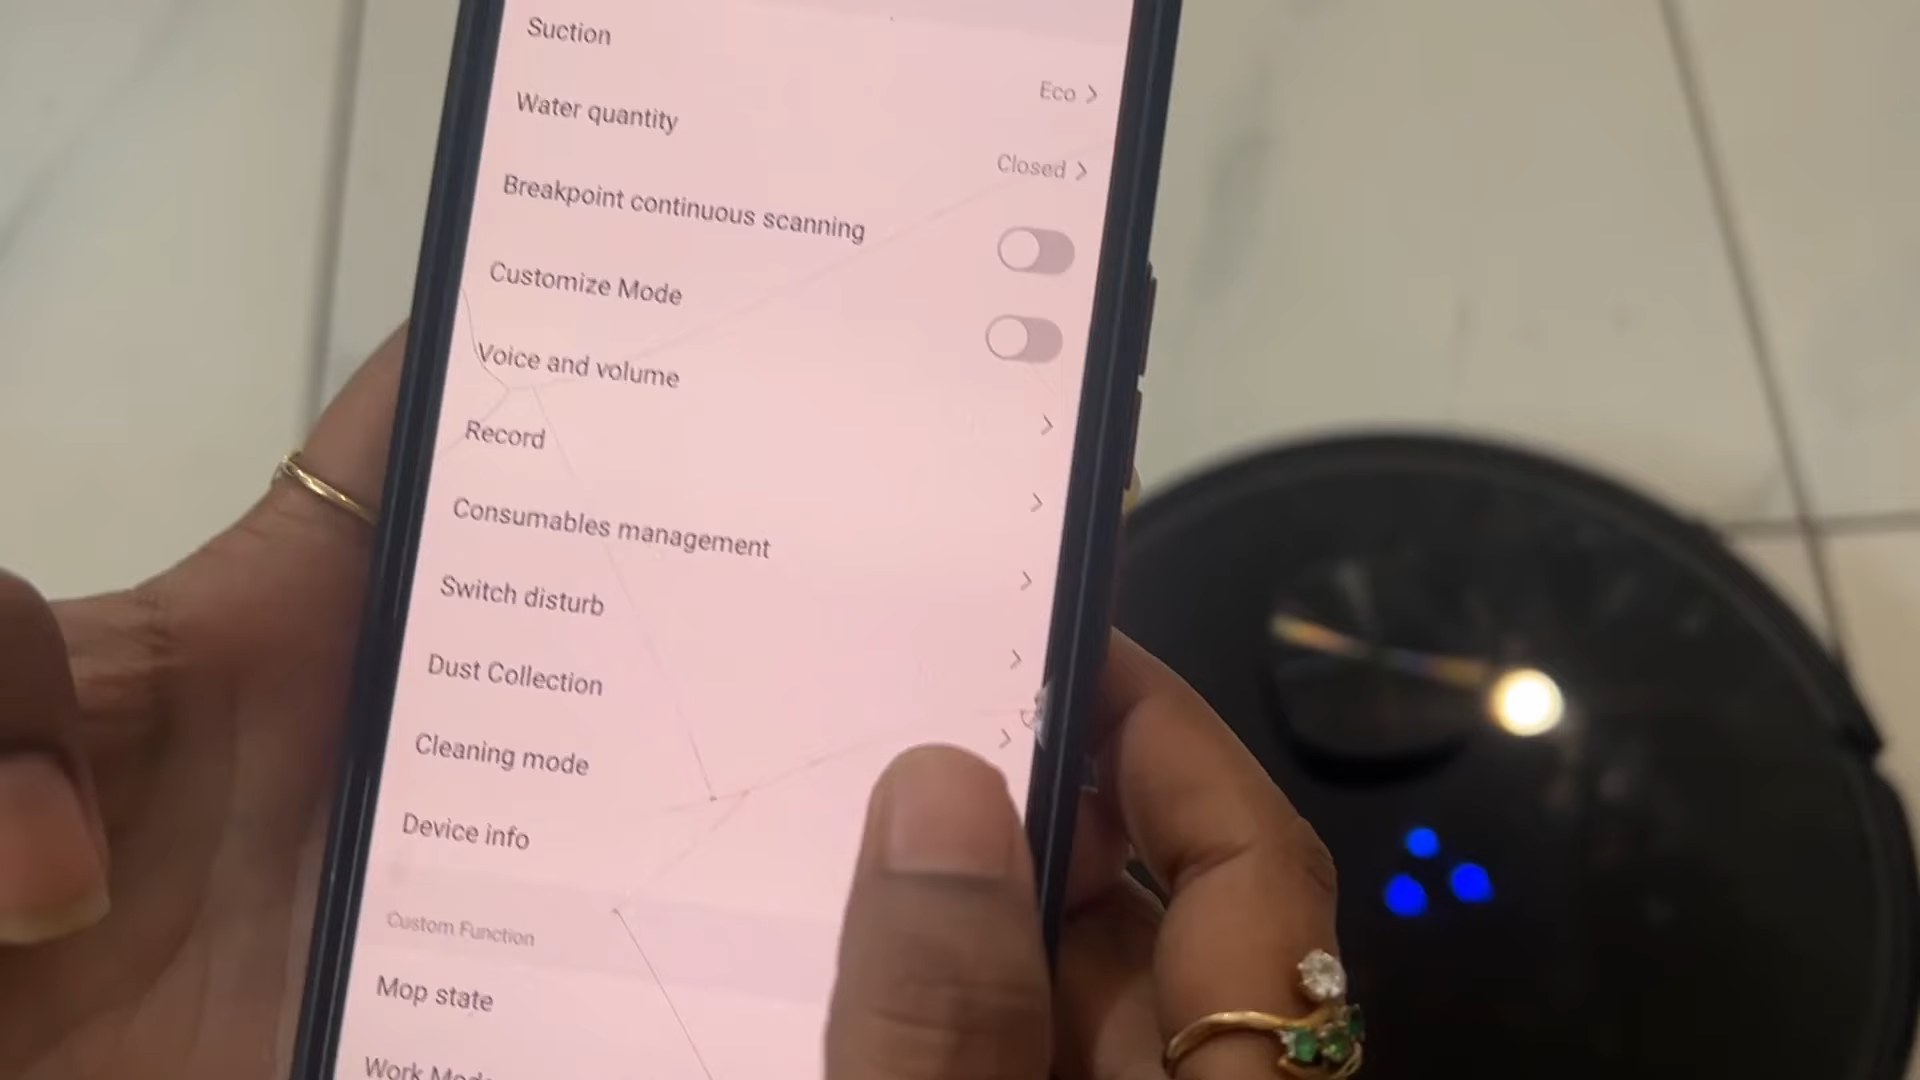 Suction
Eco
Water quantity
Closed
Breakpoint continuous scanning
Customize Mode
Voice and volume
Record
Consumables management
Switch disturb
Dust Collection
Cleaning mode
Device info
Custom Function
Mop state
Work